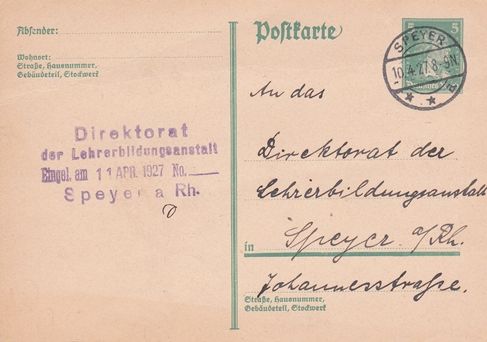 Absender:
Wohnort:
Straße, Hausnummer,
Gebäudeteil, Stockwerk
Direktorat
der Lehrerbildungsanstalt
Eingel. am 11 APR. 1927 No.
Speyer a Rh.
Postkarte
5
5
SPEYER
10.4.27.8-9N
An das
Direktorat der
Lehrerbildungsanstalt
in
Speyer a/Rh.
Johannesstraße.
Straße, Hausnummer,
Gebäudeteil, Stockwerk